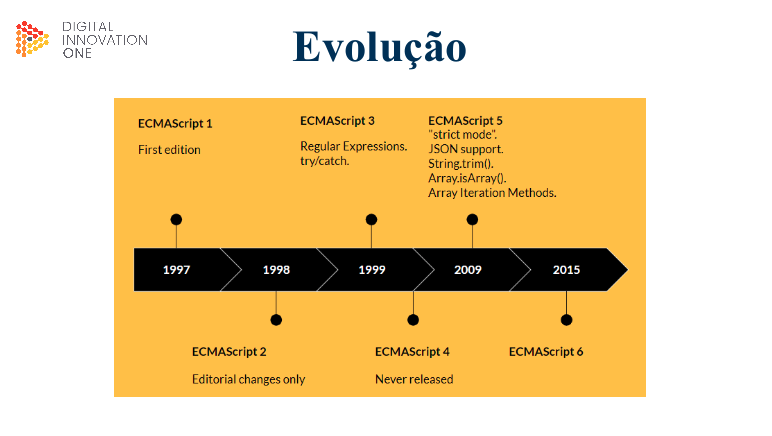 DIGITAL
INNOVATION
ONE
Evolução
ECMAScript 1
First edition
ECMAScript 3
Regular Expressions.
try/catch.
ECMAScript 5
"strict mode".
JSON support.
String.trim().
Array.isArray().
Array Iteration Methods.
1997
1998
1999
2009
2015
ECMAScript 2
Editorial changes only
ECMAScript 4
Never released
ECMAScript 6